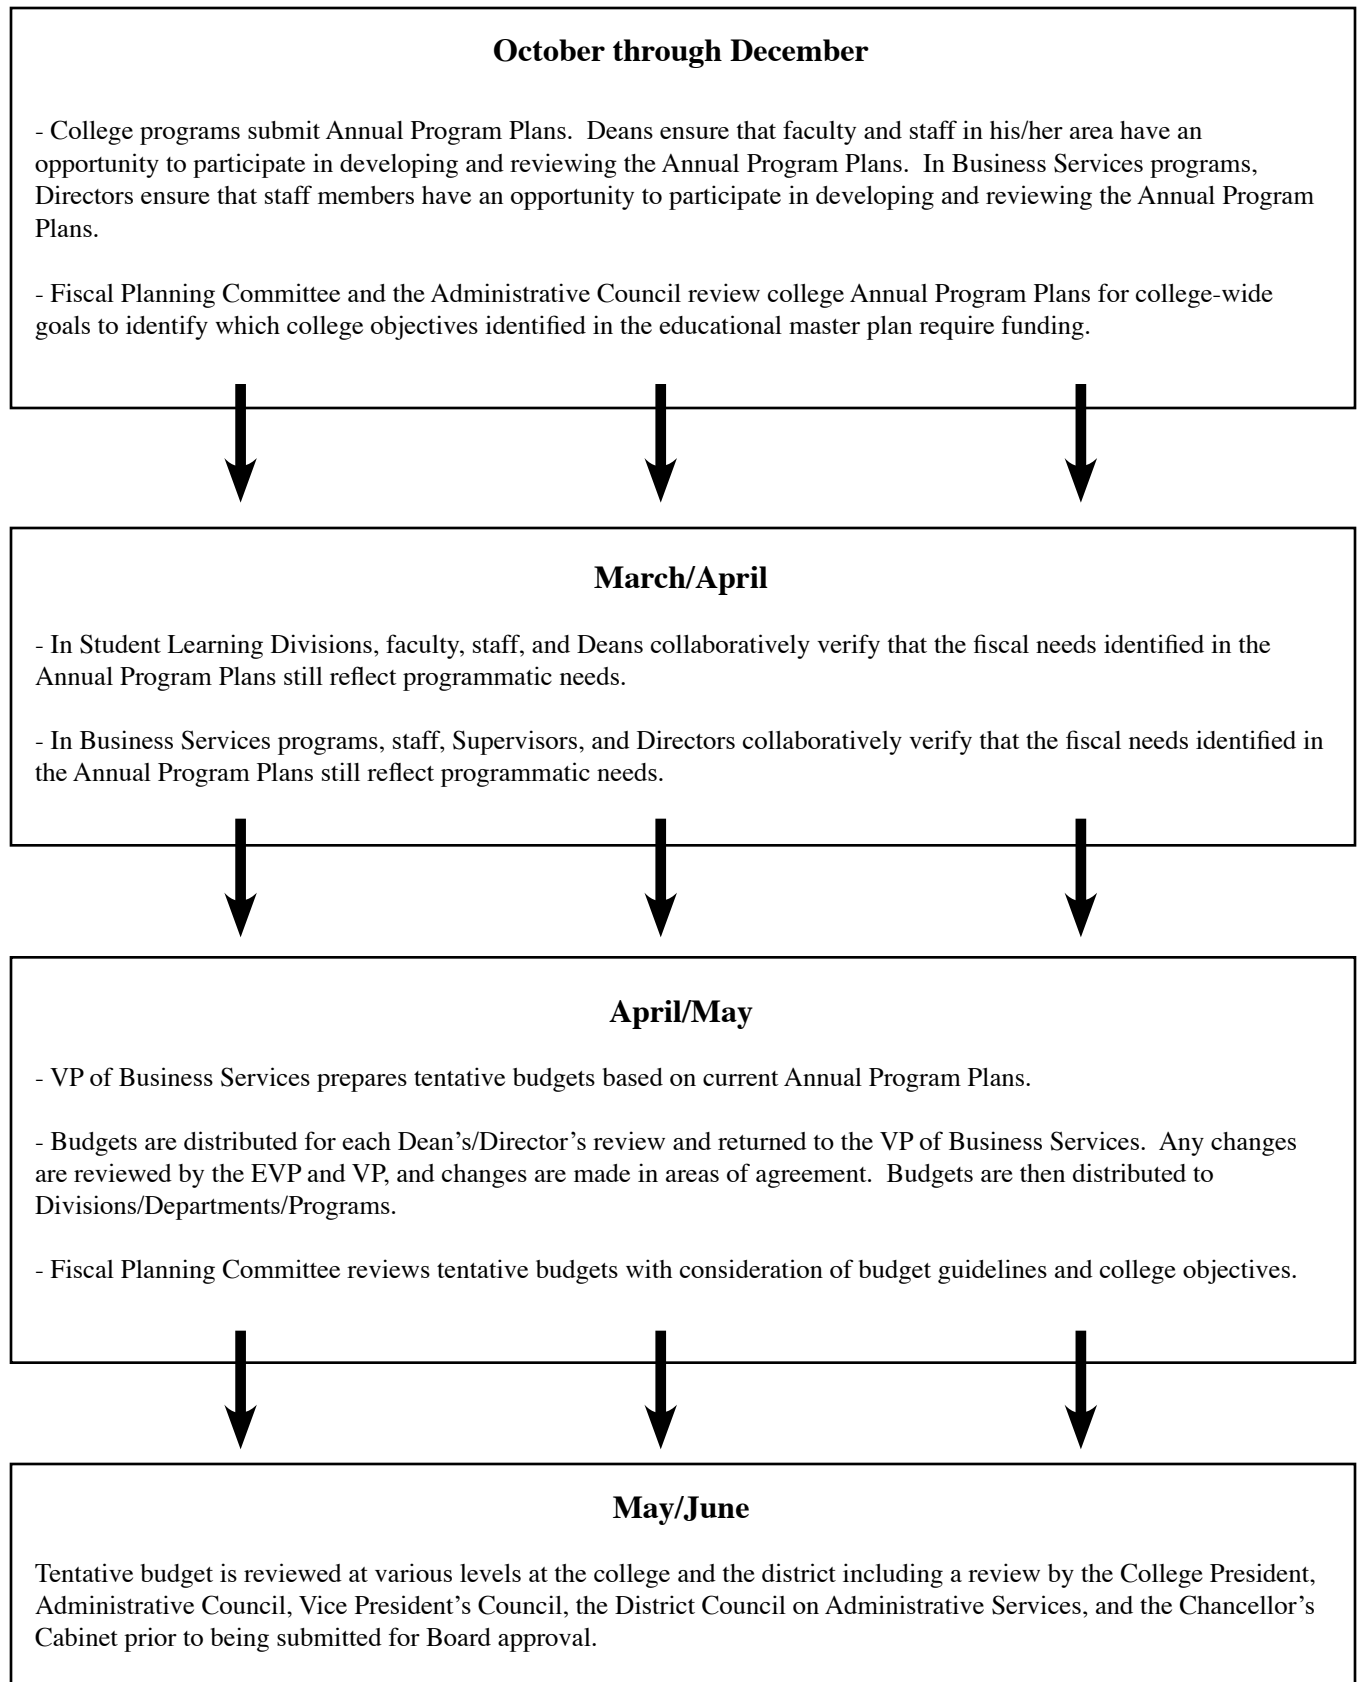 October through December
- College programs submit Annual Program Plans.  Deans ensure that faculty and staff in his/her area have an
opportunity to participate in developing and reviewing the Annual Program Plans.  In Business Services programs,
Directors ensure that staff members have an opportunity to participate in developing and reviewing the Annual Program
Plans.
- Fiscal Planning Committee and the Administrative Council review college Annual Program Plans for college-wide
goals to identify which college objectives identified in the educational master plan require funding.
March/April
- In Student Learning Divisions, faculty, staff, and Deans collaboratively verify that the fiscal needs identified in the
Annual Program Plans still reflect programmatic needs.
- In Business Services programs, staff, Supervisors, and Directors collaboratively verify that the fiscal needs identified in
the Annual Program Plans still reflect programmatic needs.
April/May
- VP of Business Services prepares tentative budgets based on current Annual Program Plans.
- Budgets are distributed for each Dean’s/Director’s review and returned to the VP of Business Services.  Any changes
are reviewed by the EVP and VP, and changes are made in areas of agreement.  Budgets are then distributed to
Divisions/Departments/Programs.
- Fiscal Planning Committee reviews tentative budgets with consideration of budget guidelines and college objectives.
May/June
Tentative budget is reviewed at various levels at the college and the district including a review by the College President,
Administrative Council, Vice President’s Council, the District Council on Administrative Services, and the Chancellor’s
Cabinet prior to being submitted for Board approval.